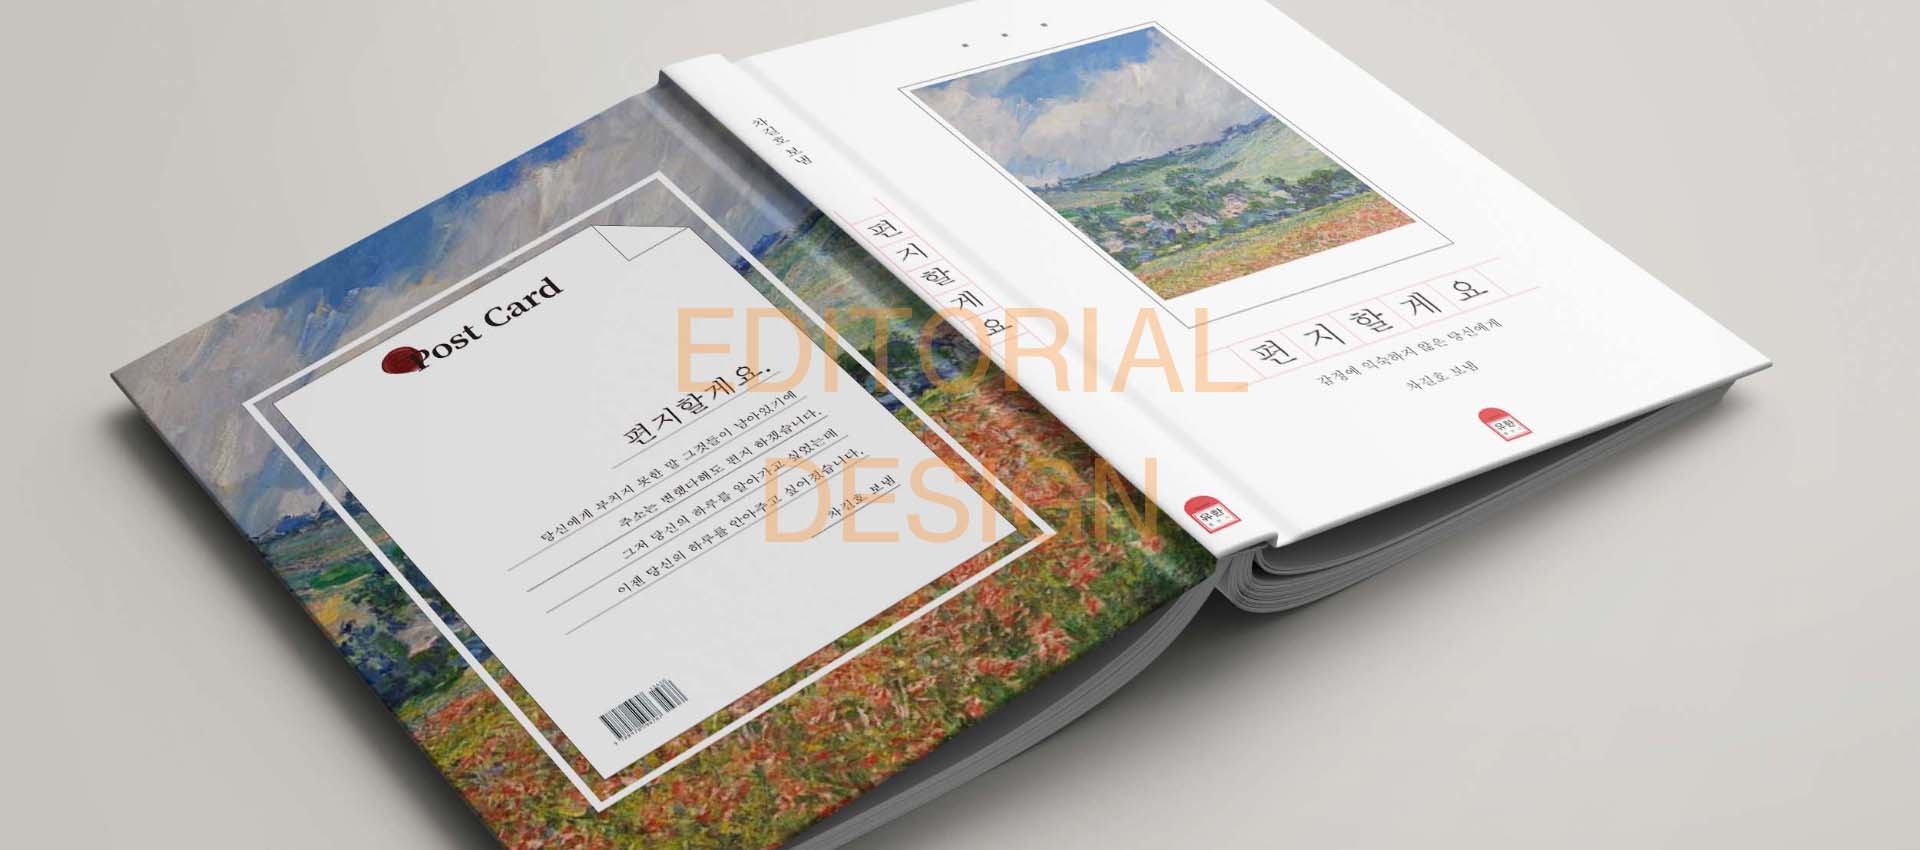 Post Card
편지할게요.
당신에게 부치지 못한 말 그것들이 남아있기에
주소는 변했다해도 편지 하겠습니다.
그저 당신의 하루를 알아가고 싶었는데
이젠 당신의 하루를 안아주고 싶어졌습니다.
차진호 보냄
차진호 보냄
편지할게요
유한
편지할게요
감정에 익숙하지 않은 당신에게
차진호 보냄
유한
EDITORIAL
DESIGN